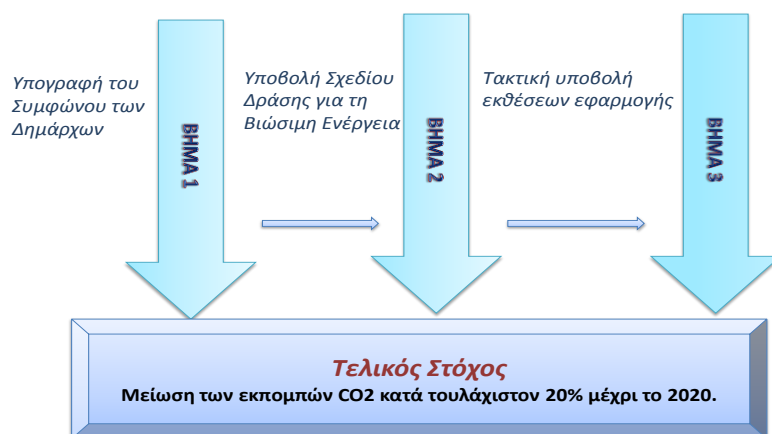 Υπογραφή του
Συμφώνου των
Δημάρχων
ΒΗΜΑ 1
Υποβολή Σχεδίου
Δράσης για τη
Βιώσιμη Ενέργεια
ΒΗΜΑ 2
Τακτική υποβολή
εκθέσεων εφαρμογής
ΒΗΜΑ 3
Τελικός Στόχος
Μείωση των εκπομπών CO2 κατά τουλάχιστον 20% μέχρι το 2020.